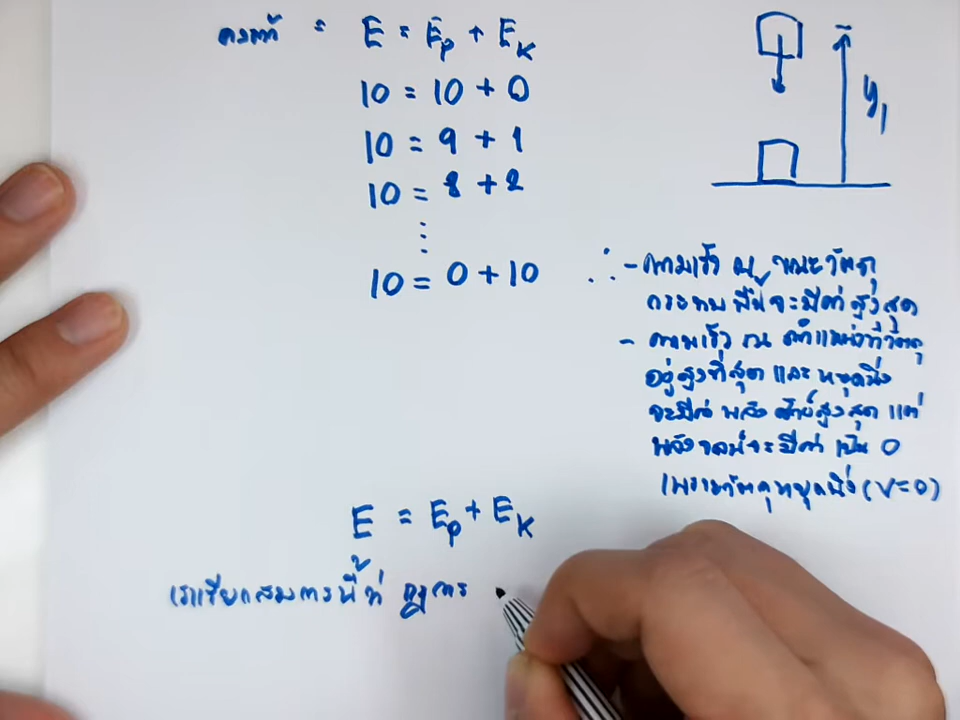 คงที่ = E = Ep + EK
10 = 10 + 0
10 = 9 + 1
10 = 8 + 2
⋮
10 = 0 + 10
y1
∴ - ความเร็ว ณ ขณะวัตถุ
กระทบพื้นจะมีค่าสูงสุด
- ความเร็ว ณ ตำแหน่งที่วัตถุ
อยู่สูงที่สุด และ หยุดนิ่ง
จะมีค่า พลังศักย์สูงสุด แต่
พลังจลน์จะมีค่า เป็น 0
เพราะวัตถุหยุดนิ่ง (v=0)
E = Ep + EK
เราเรียกสมการนี้ว่า กฎการ